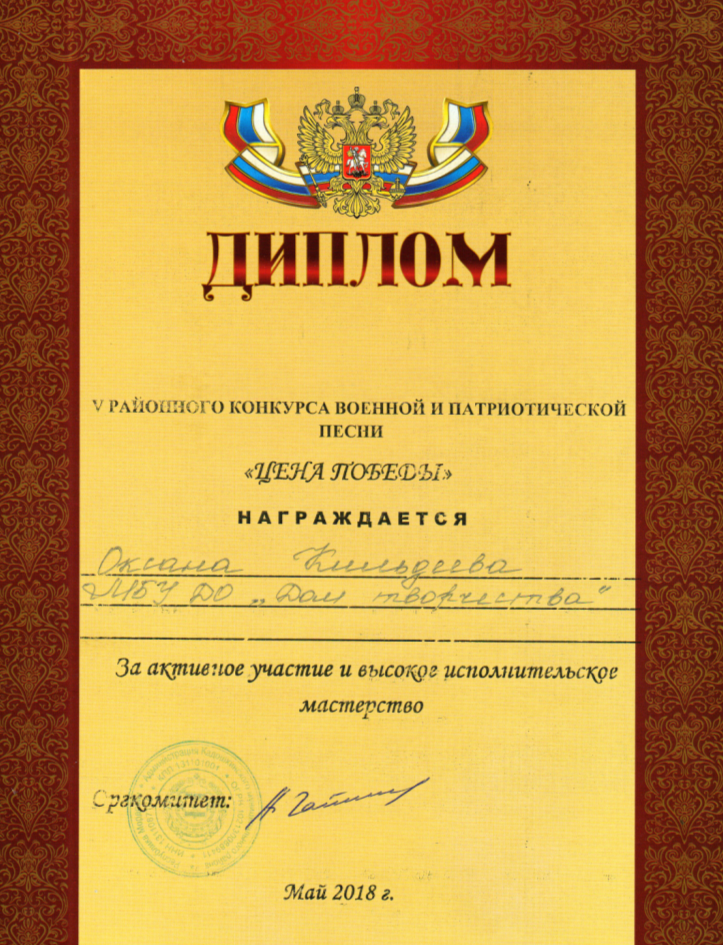 ДИПЛОМ
V РАЙОННОГО КОНКУРСА ВОЕННОЙ И ПАТРИОТИЧЕСКОЙ
ПЕСНИ
«ЦЕНА ПОБЕДЫ»
НАГРАЖДАЕТСЯ
Оксана Кильдеева
МБУ ДО „Дом творчества“
За активное участие и высокое исполнительское
мастерство
Оргкомитет:
Май 2018 г.